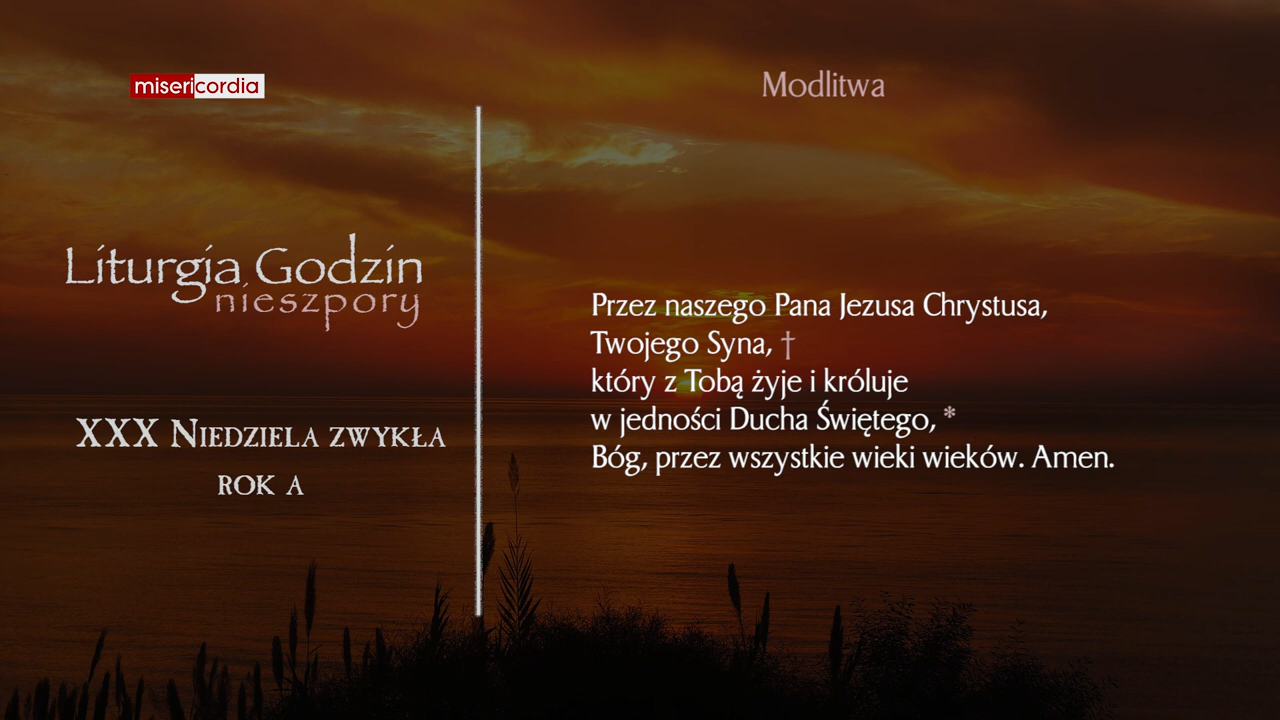 misericordia
Modlitwa
Liturgia Godzin
nieszpory
XXX Niedziela zwykła
rok A
Przez naszego Pana Jezusa Chrystusa,
Twojego Syna, †
który z Tobą żyje i króluje
w jedności Ducha Świętego, *
Bóg, przez wszystkie wieki wieków. Amen.